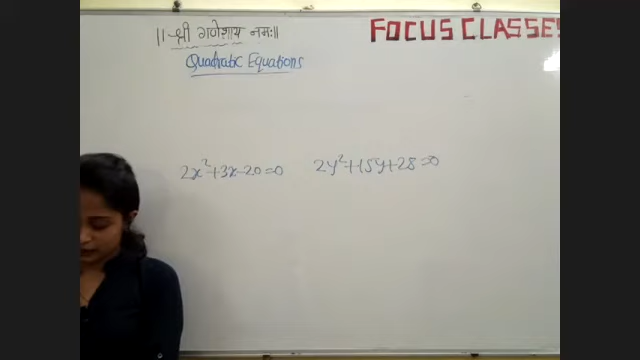 ॥ श्री गणेशाय नमः॥
FOCUS CLASSES
Quadratic Equations
2x²+3x-20=0 2y²+15y+28=0